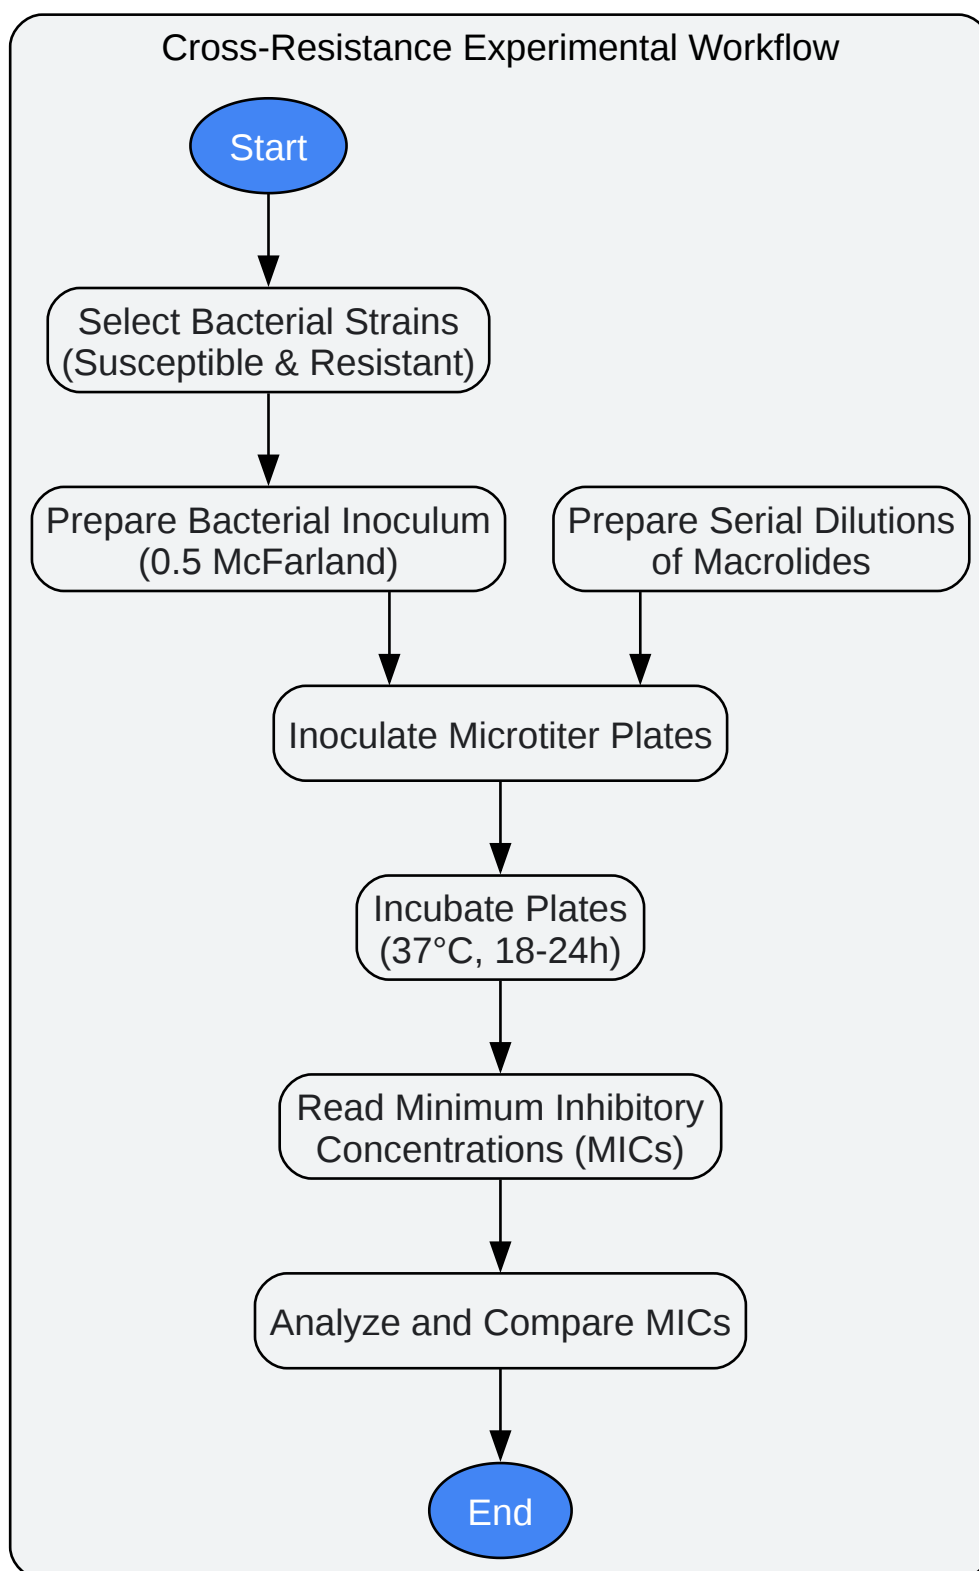 Cross-Resistance Experimental Workflow
Start
Select Bacterial Strains
(Susceptible & Resistant)
Prepare Bacterial Inoculum
(0.5 McFarland)
Prepare Serial Dilutions
of Macrolides
Inoculate Microtiter Plates
Incubate Plates
(37°C, 18-24h)
Read Minimum Inhibitory
Concentrations (MICs)
Analyze and Compare MICs
End